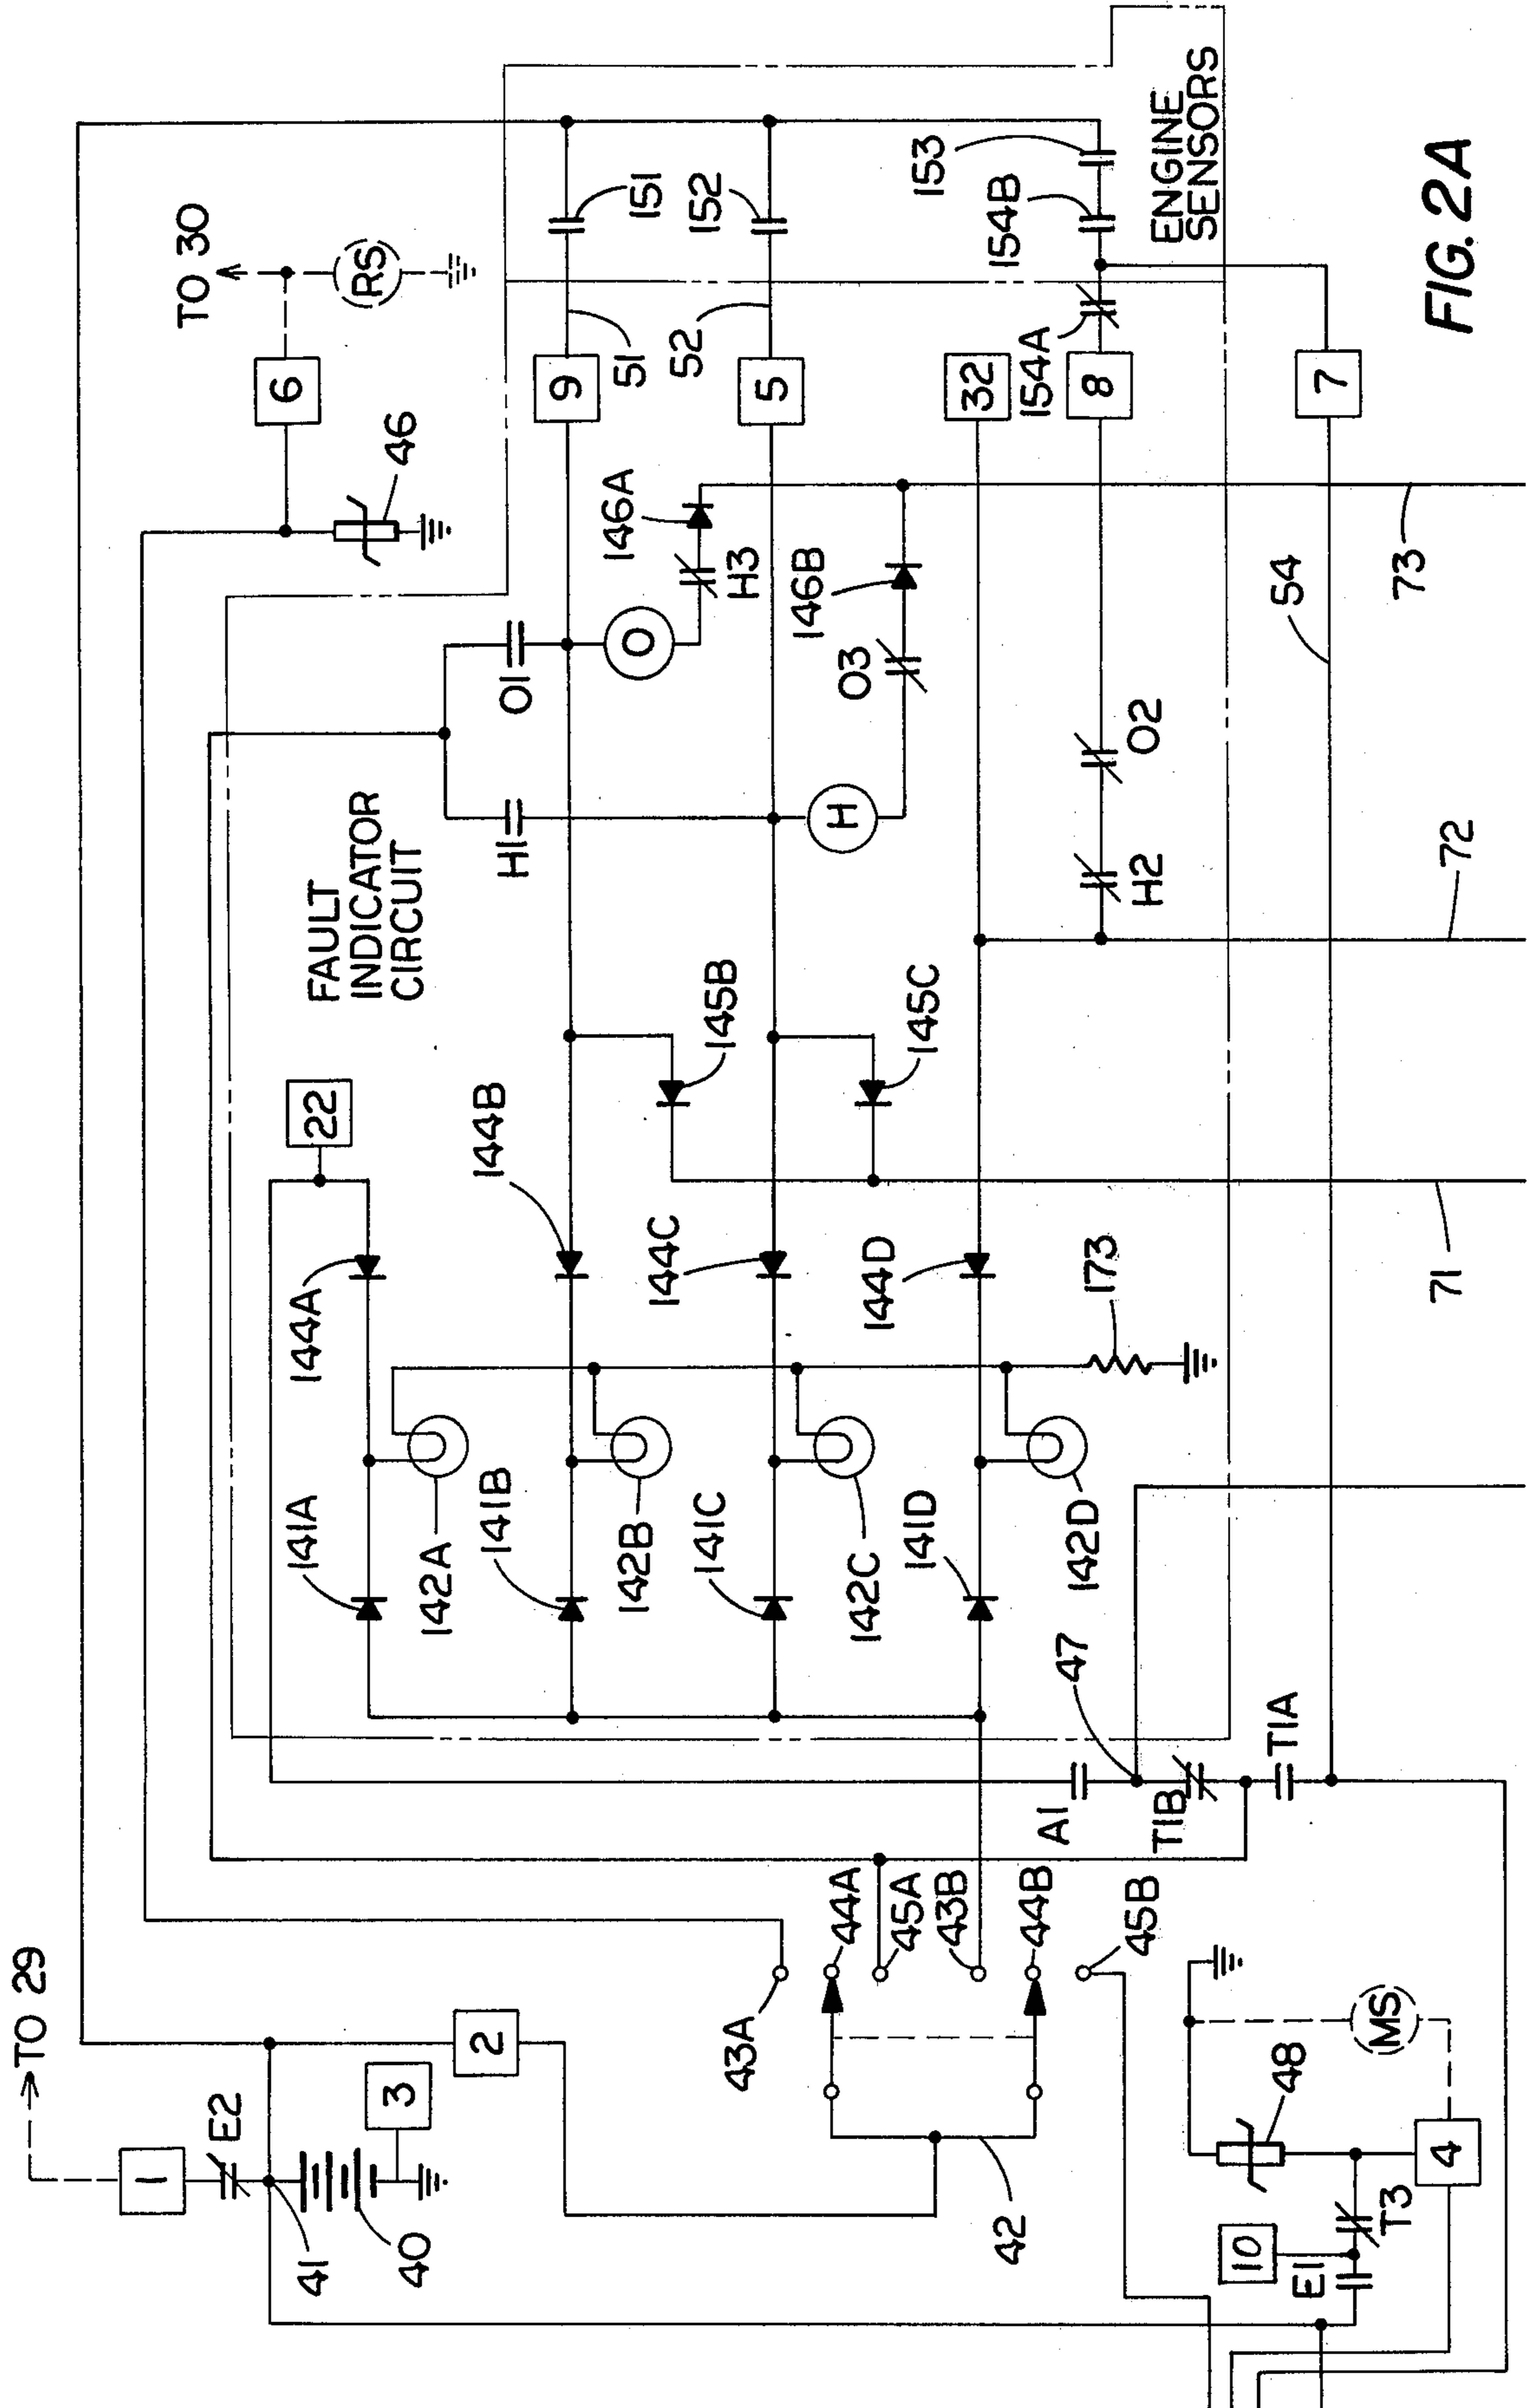 TO 29
1
E2
41
40
3
2
42
43A
44A
45A
43B
44B
45B
10
E1
T3
4
48
MS
TO 30
6
RS
46
FAULT
INDICATOR
CIRCUIT
22
A1
47
T1B
T1A
141A
142A
144A
141B
142B
144B
141C
142C
144C
141D
142D
144D
173
145B
145C
71
72
73
54
H1
O1
O
H3
146A
H
O3
146B
H2
O2
9
51
151
5
52
152
32
154A
8
154B
153
7
ENGINE
SENSORS
FIG. 2A